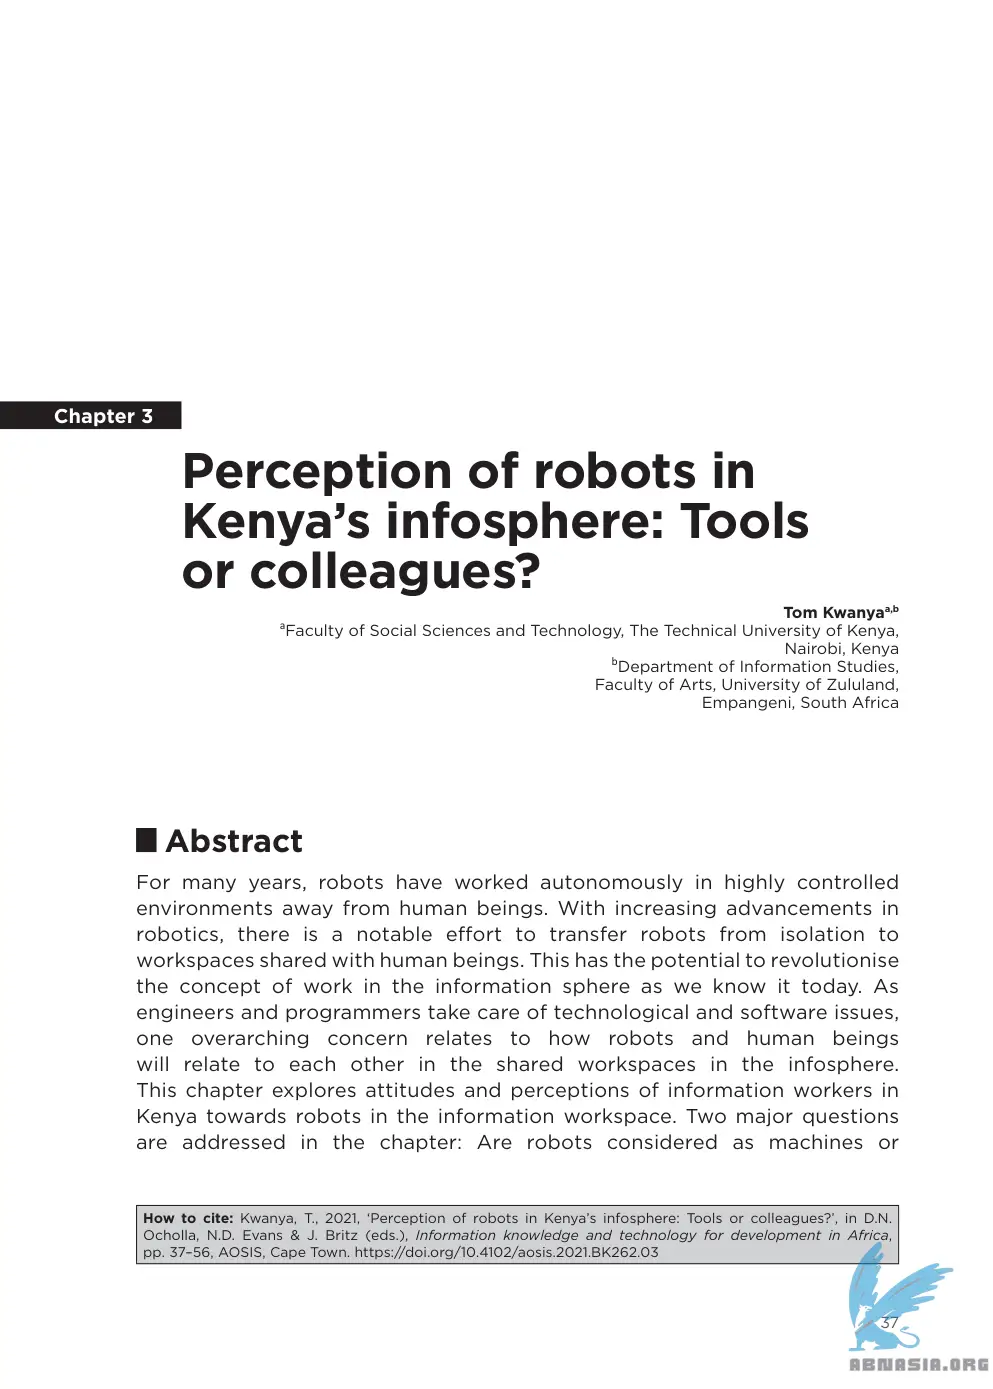 Chapter 3
Perception of robots in
Kenya’s infosphere: Tools
or colleagues?
Tom Kwanyaa,b
aFaculty of Social Sciences and Technology, The Technical University of Kenya,
Nairobi, Kenya
bDepartment of Information Studies,
Faculty of Arts, University of Zululand,
Empangeni, South Africa
Abstract
For many years, robots have worked autonomously in highly controlled
environments away from human beings. With increasing advancements in
robotics, there is a notable effort to transfer robots from isolation to
workspaces shared with human beings. This has the potential to revolutionise
the concept of work in the information sphere as we know it today. As
engineers and programmers take care of technological and software issues,
one overarching concern relates to how robots and human beings
will relate to each other in the shared workspaces in the infosphere.
This chapter explores attitudes and perceptions of information workers in
Kenya towards robots in the information workspace. Two major questions
are addressed in the chapter: Are robots considered as machines or
How to cite: Kwanya, T., 2021, ‘Perception of robots in Kenya’s infosphere: Tools or colleagues?’, in D.N.
Ocholla, N.D. Evans & J. Britz (eds.), Information knowledge and technology for development in Africa,
pp. 37–56, AOSIS, Cape Town. https://doi.org/10.4102/aosis.2021.BK262.03
37
ABNASIA.ORG